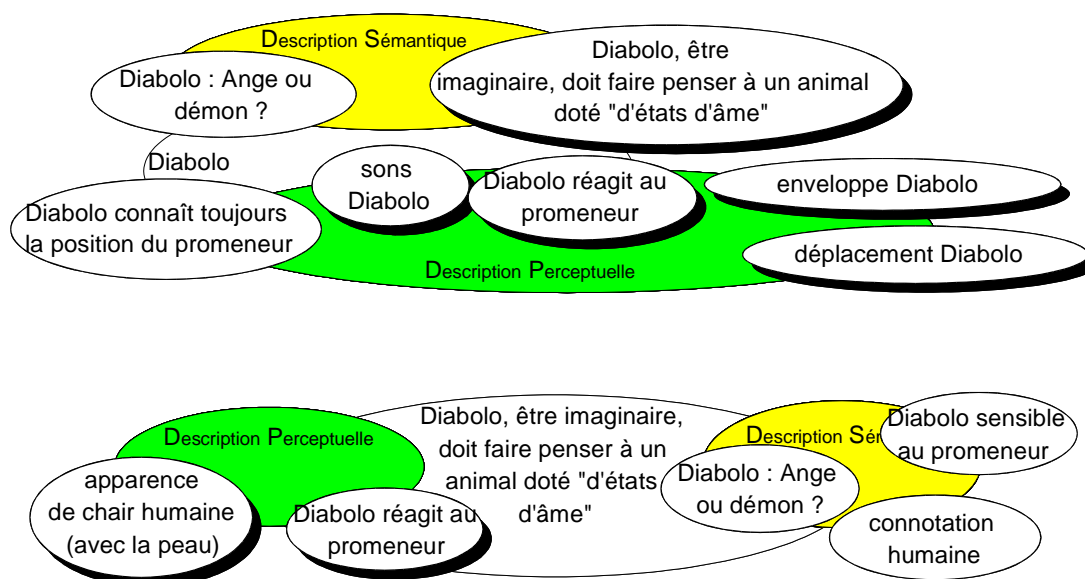 Description Sémantique
Diabolo : Ange ou
démon ?
Diabolo, être
imaginaire, doit faire penser à un animal
doté "d'états d'âme"
Diabolo
sons
Diabolo
Diabolo réagit au
promeneur
enveloppe Diabolo
Diabolo connaît toujours
la position du promeneur
déplacement Diabolo
Description Perceptuelle
Description Perceptuelle
apparence
de chair humaine
(avec la peau)
Diabolo réagit au
promeneur
Diabolo, être imaginaire,
doit faire penser à un
animal doté "d'états
d'âme"
Description Sém
Diabolo sensible
au promeneur
Diabolo : Ange
ou démon ?
connotation
humaine